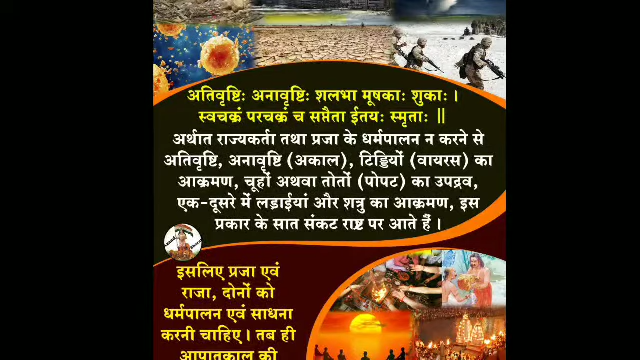 अतिवृष्टिः अनावृष्टिः शलभा मूषकाः शुकाः ।
स्वचक्रं परचक्रं च सप्तैता ईतयः स्मृताः ||
अर्थात राज्यकर्ता तथा प्रजा के धर्मपालन न करने से
अतिवृष्टि, अनावृष्टि (अकाल), टिड्डियों (वायरस) का
आक्रमण, चूहों अथवा तोतों (पोपट) का उपद्रव,
एक-दूसरे में लडाईयां और शत्रु का आक्रमण, इस
प्रकार के सात संकट राष्ट्र पर आते हैं ।
इसलिए प्रजा एवं
राजा, दोनों को
धर्मपालन एवं साधना
करनी चाहिए । तब ही
आपातकाल की